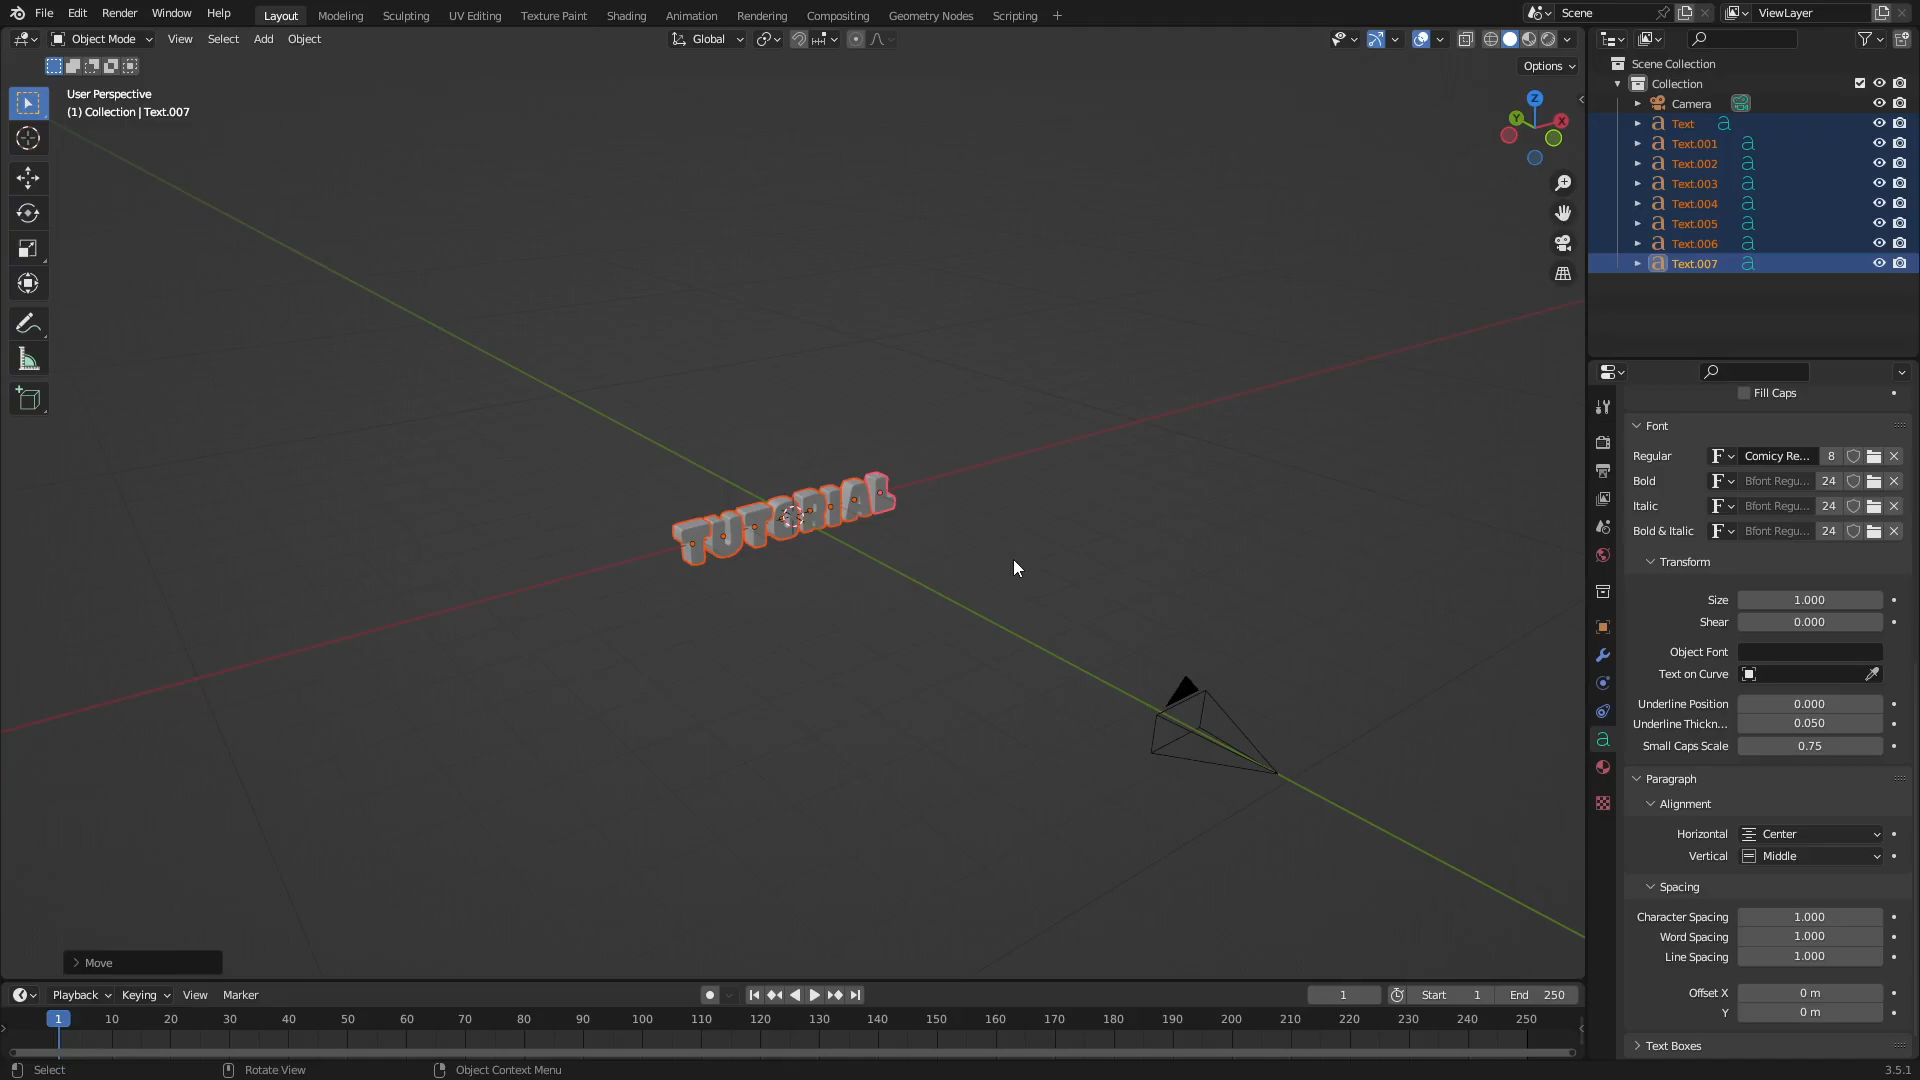 File Edit Render Window Help Layout Modeling Sculpting UV Editing Texture Paint Shading Animation Rendering Compositing Geometry Nodes Scripting + Scene ViewLayer
Object Mode View Select Add Object Global
Options
User Perspective
(1) Collection | Text.007
Z
Y X
TUTORIAL
> Move
Scene Collection
Collection
Camera
Text
Text.001
Text.002
Text.003
Text.004
Text.005
Text.006
Text.007
Fill Caps
Font
Regular Comicy Re... 8
Bold Bfont Regu... 24
Italic Bfont Regu... 24
Bold & Italic Bfont Regu... 24
Transform
Size 1.000
Shear 0.000
Object Font
Text on Curve
Underline Position 0.000
Underline Thickn... 0.050
Small Caps Scale 0.75
Paragraph
Alignment
Horizontal Center
Vertical Middle
Spacing
Character Spacing 1.000
Word Spacing 1.000
Line Spacing 1.000
Offset X 0 m
Y 0 m
Text Boxes
Playback Keying View Marker 1 Start 1 End 250
1 10 20 30 40 50 60 70 80 90 100 110 120 130 140 150 160 170 180 190 200 210 220 230 240 250
Select Rotate View Object Context Menu 3.5.1